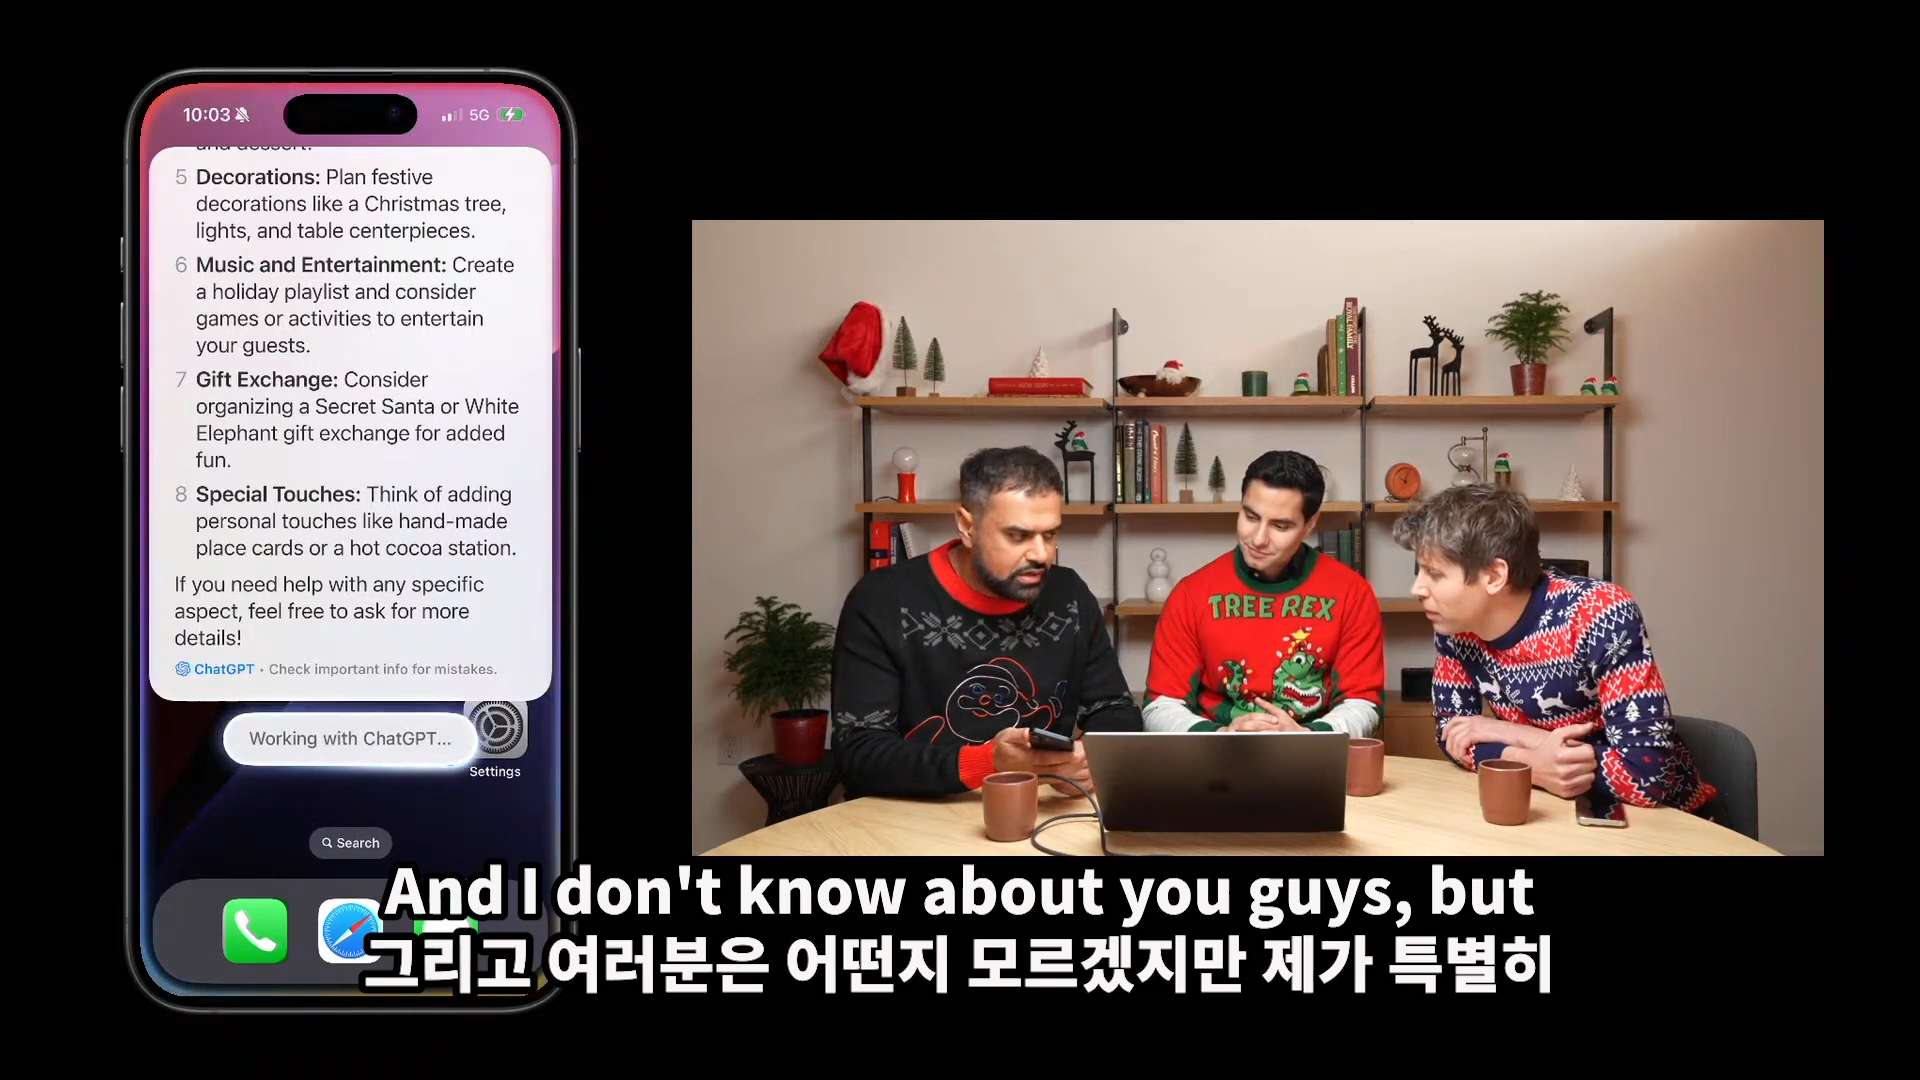 10:03
5G
and dessert.
5 Decorations: Plan festive
decorations like a Christmas tree,
lights, and table centerpieces.
6 Music and Entertainment: Create
a holiday playlist and consider
games or activities to entertain
your guests.
7 Gift Exchange: Consider
organizing a Secret Santa or White
Elephant gift exchange for added
fun.
8 Special Touches: Think of adding
personal touches like hand-made
place cards or a hot cocoa station.
If you need help with any specific
aspect, feel free to ask for more
details!
ChatGPT · Check important info for mistakes.
Working with ChatGPT...
Settings
Search
ROYAL FAMILY
TREE REX
And I don't know about you guys, but
그리고 여러분은 어떤지 모르겠지만 제가 특별히